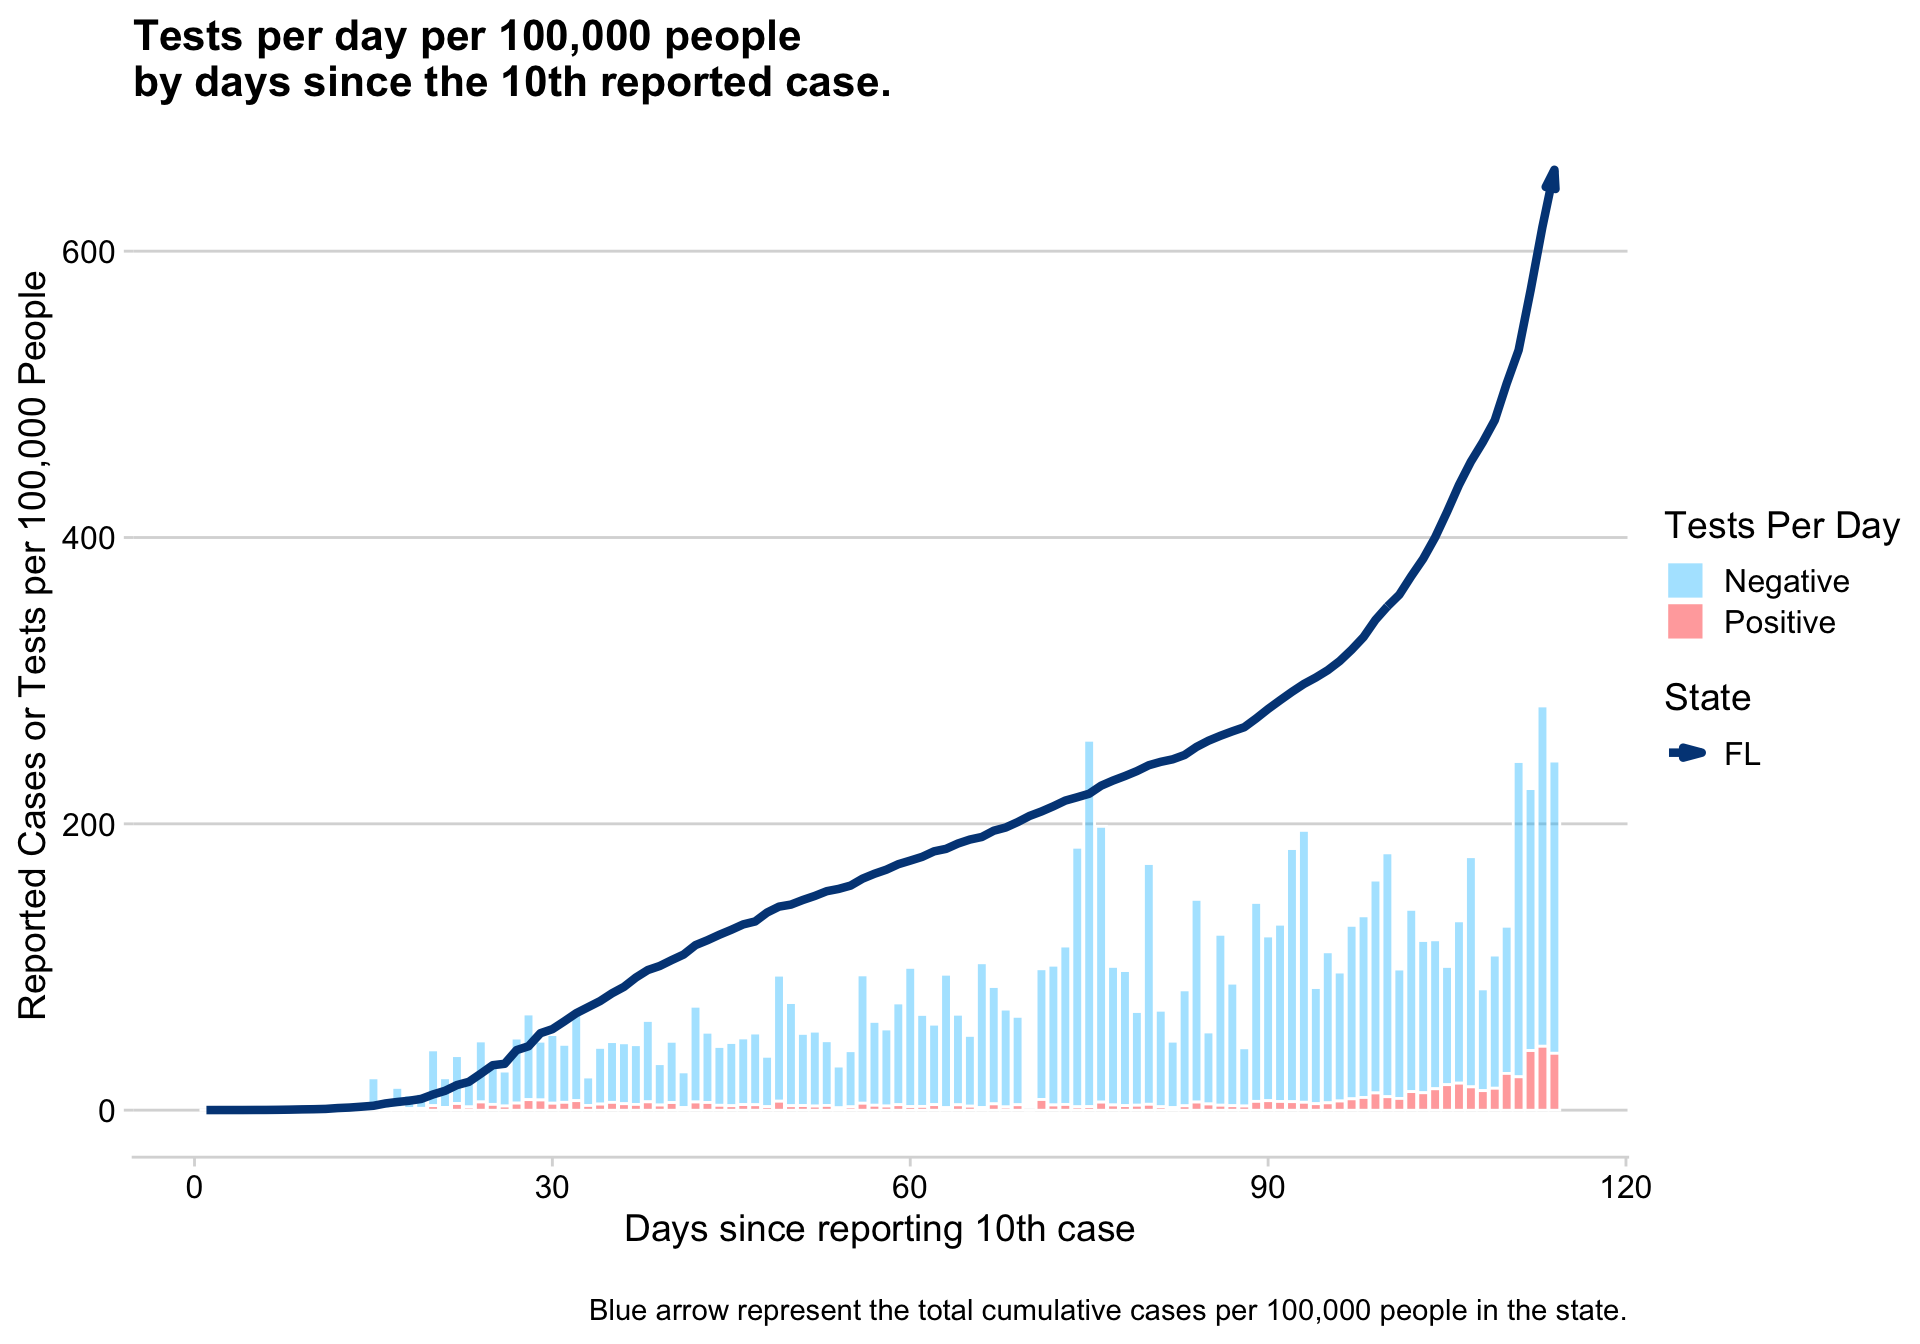 Tests per day per 100,000 people
by days since the 10th reported case.
Reported Cases or Tests per 100,000 People
600
400
200
0
0 30 60 90 120
Days since reporting 10th case
Tests Per Day
Negative
Positive
State
FL
Blue arrow represent the total cumulative cases per 100,000 people in the state.